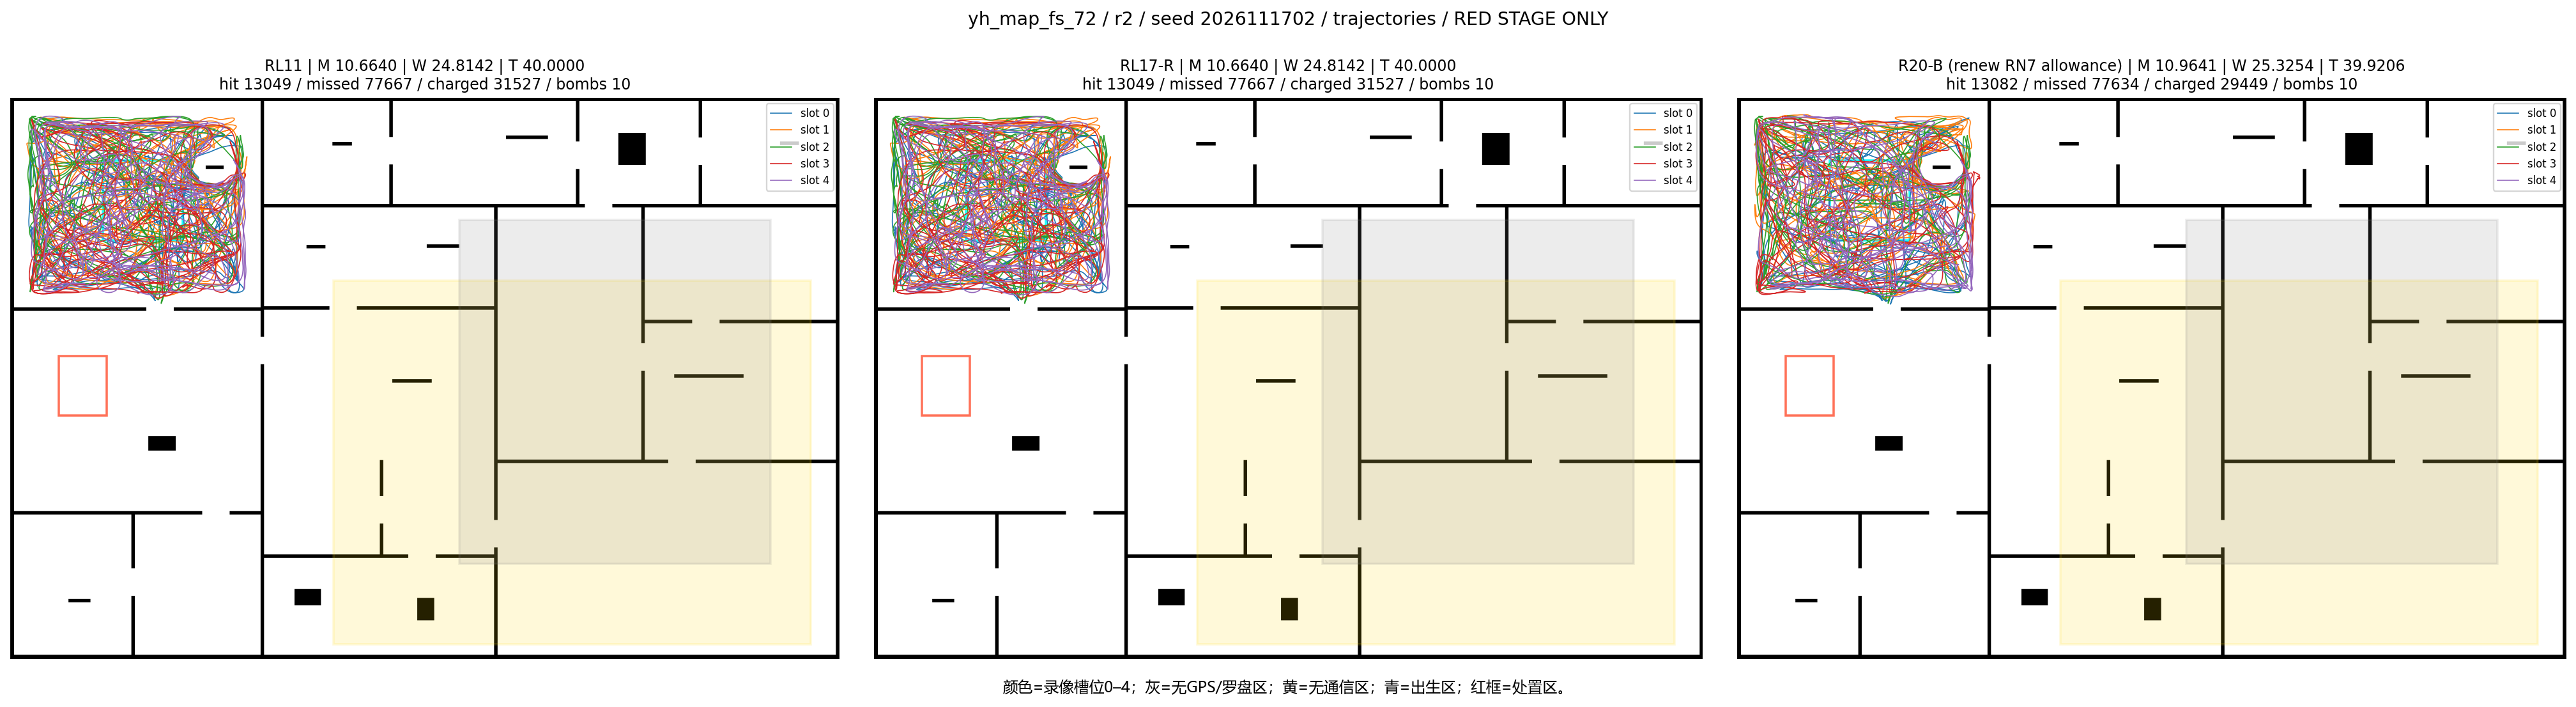 yh_map_fs_72 / r2 / seed 2026111702 / trajectories / RED STAGE ONLY
RL11 | M 10.6640 | W 24.8142 | T 40.0000
hit 13049 / missed 77667 / charged 31527 / bombs 10
slot 0
slot 1
slot 2
slot 3
slot 4
RL17-R | M 10.6640 | W 24.8142 | T 40.0000
hit 13049 / missed 77667 / charged 31527 / bombs 10
slot 0
slot 1
slot 2
slot 3
slot 4
R20-B (renew RN7 allowance) | M 10.9641 | W 25.3254 | T 39.9206
hit 13082 / missed 77634 / charged 29449 / bombs 10
slot 0
slot 1
slot 2
slot 3
slot 4
颜色=录像槽位0–4；灰=无GPS/罗盘区；黄=无通信区；青=出生区；红框=处置区。